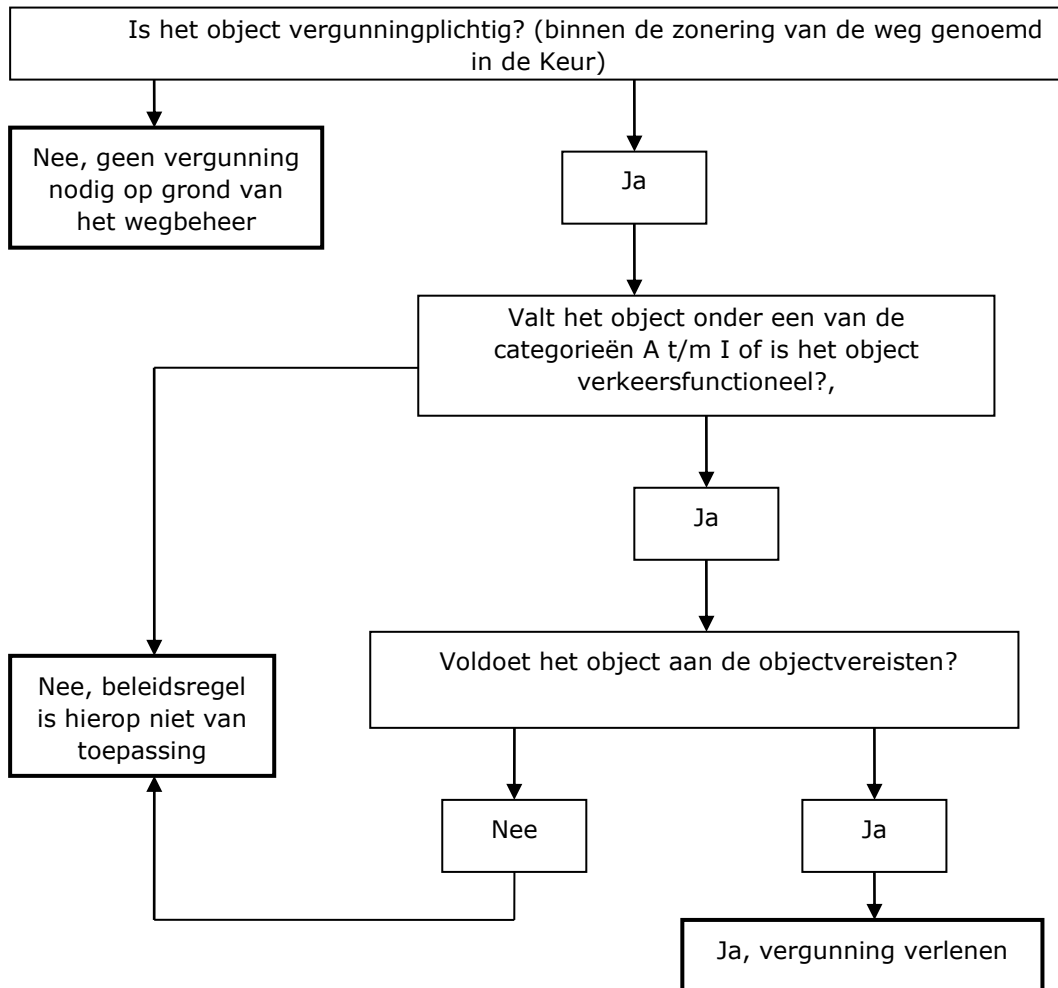 Is het object vergunningplichtig? (binnen de zonering van de weg genoemd
in de Keur)
Nee, geen vergunning
nodig op grond van
het wegbeheer
Ja
Valt het object onder een van de
categorieën A t/m I of is het object
verkeersfunctioneel?,
Ja
Voldoet het object aan de objectvereisten?
Nee, beleidsregel
is hierop niet van
toepassing
Nee
Ja
Ja, vergunning verlenen